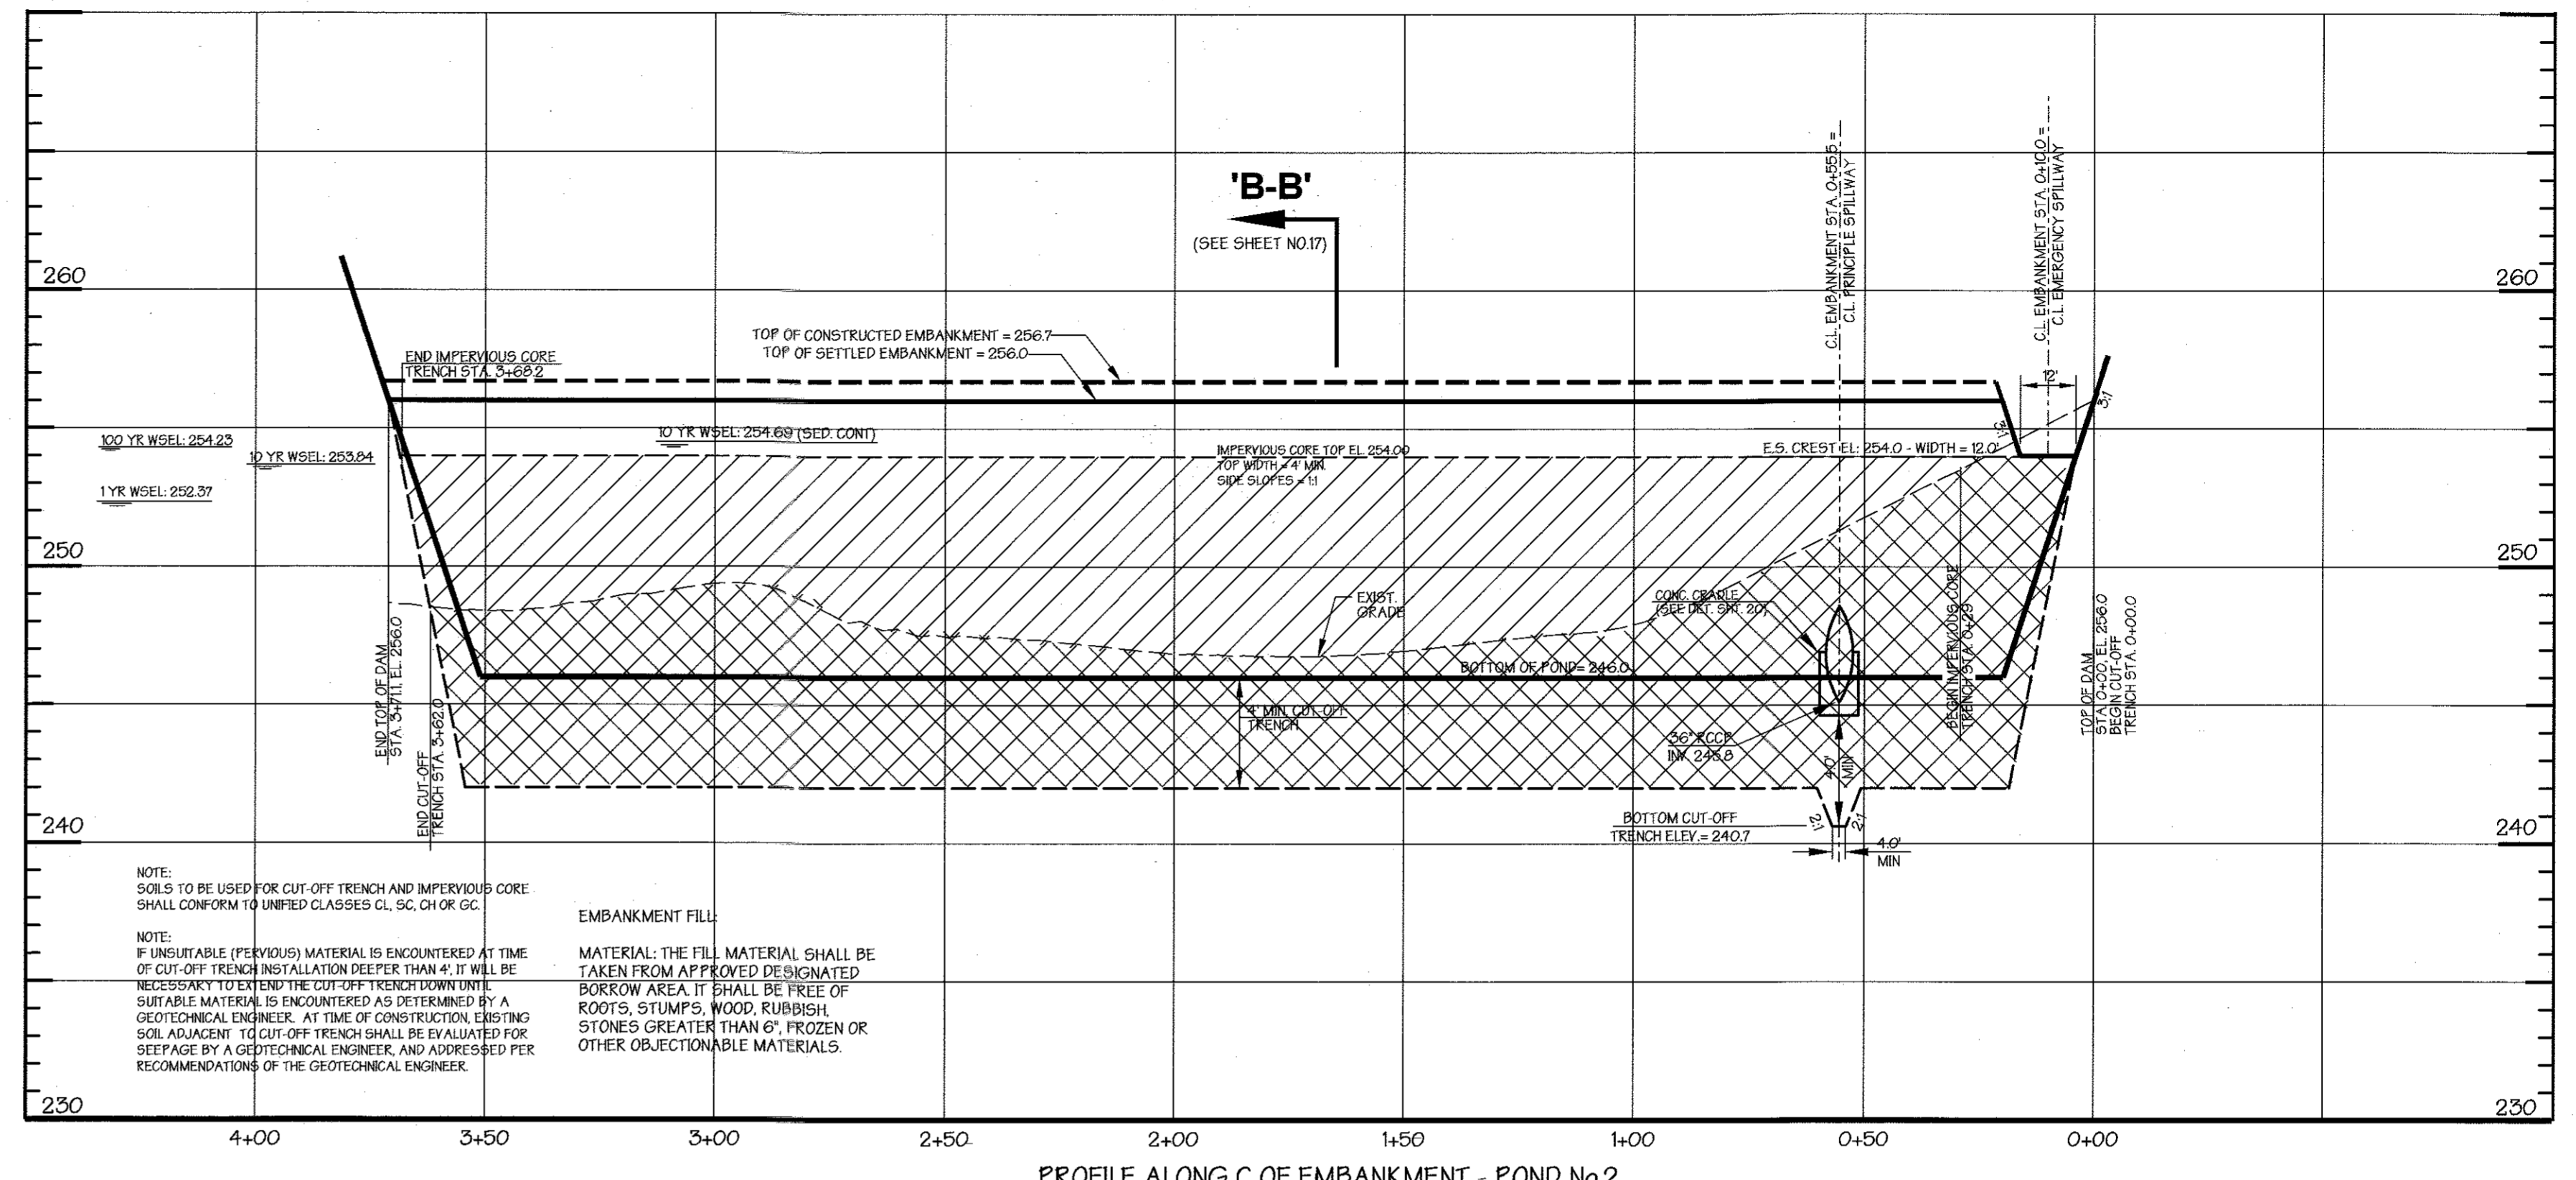 'B-B'
(SEE SHEET NO.17)
C.L. EMBANKMENT STA. 0+55.5 =
C.L. PRINCIPLE SPILLWAY
C.L. EMBANKMENT STA. 0+10.0 =
C.L. EMERGENCY SPILLWAY
260
260
TOP OF CONSTRUCTED EMBANKMENT = 256.7
TOP OF SETTLED EMBANKMENT = 256.0
END IMPERVIOUS CORE
TRENCH STA. 3+68.2
12'
3:1
3:1
100 YR WSEL: 254.23
10 YR WSEL: 253.84
1 YR WSEL: 252.37
10 YR WSEL: 254.69 (SED. CONT)
IMPERVIOUS CORE TOP EL. 254.00
TOP WIDTH = 4' MIN.
SIDE SLOPES = 1:1
E.S. CREST EL: 254.0 - WIDTH = 12.0'
250
250
EXIST.
GRADE
CONC. CRADLE
(SEE DET. SHT. 20)
BOTTOM OF POND= 246.0
4' MIN. CUT-OFF
TRENCH
36" RCCP
INV. 245.8
4.0'
MIN
BEGIN IMPERVIOUS CORE
TRENCH STA. 0+29
TOP OF DAM
STA. 0+00, EL. 256.0
BEGIN CUT-OFF
TRENCH STA. 0+00.0
END TOP OF DAM
STA. 3+71.1, EL. 256.0
END CUT-OFF
TRENCH STA. 3+62.0
BOTTOM CUT-OFF
TRENCH ELEV.= 240.7
2:1
2:1
4.0'
MIN
240
240
NOTE:
SOILS TO BE USED FOR CUT-OFF TRENCH AND IMPERVIOUS CORE
SHALL CONFORM TO UNIFIED CLASSES CL, SC, CH OR GC.
NOTE:
IF UNSUITABLE (PERVIOUS) MATERIAL IS ENCOUNTERED AT TIME
OF CUT-OFF TRENCH INSTALLATION DEEPER THAN 4', IT WILL BE
NECESSARY TO EXTEND THE CUT-OFF TRENCH DOWN UNTIL
SUITABLE MATERIAL IS ENCOUNTERED AS DETERMINED BY A
GEOTECHNICAL ENGINEER. AT TIME OF CONSTRUCTION, EXISTING
SOIL ADJACENT TO CUT-OFF TRENCH SHALL BE EVALUATED FOR
SEEPAGE BY A GEOTECHNICAL ENGINEER, AND ADDRESSED PER
RECOMMENDATIONS OF THE GEOTECHNICAL ENGINEER.
EMBANKMENT FILL:
MATERIAL: THE FILL MATERIAL SHALL BE
TAKEN FROM APPROVED DESIGNATED
BORROW AREA. IT SHALL BE FREE OF
ROOTS, STUMPS, WOOD, RUBBISH,
STONES GREATER THAN 6", FROZEN OR
OTHER OBJECTIONABLE MATERIALS.
230
230
4+00
3+50
3+00
2+50
2+00
1+50
1+00
0+50
0+00
PROFILE ALONG C OF EMBANKMENT - POND No.2